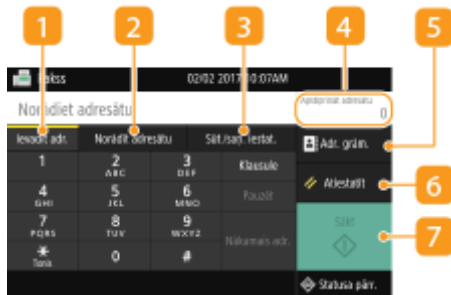 1 2 3 4 5
Fakss 02/02 2017 10:07AM
Norādiet adresātu
Apstiprināt adresātu
0
Ievadīt adr. Norādīt adresātu Sūt./saņ. iestat. Adr. grām.
1 2 3 Klausule
ABC DEF
4 5 6 Pauzēt Atiestatīt 6
GHI JKL MNO
7 8 9 Sākt 7
PQRS TUV WXYZ Nākamais adr.
* 0 #
Tonis
Statusa pārr.